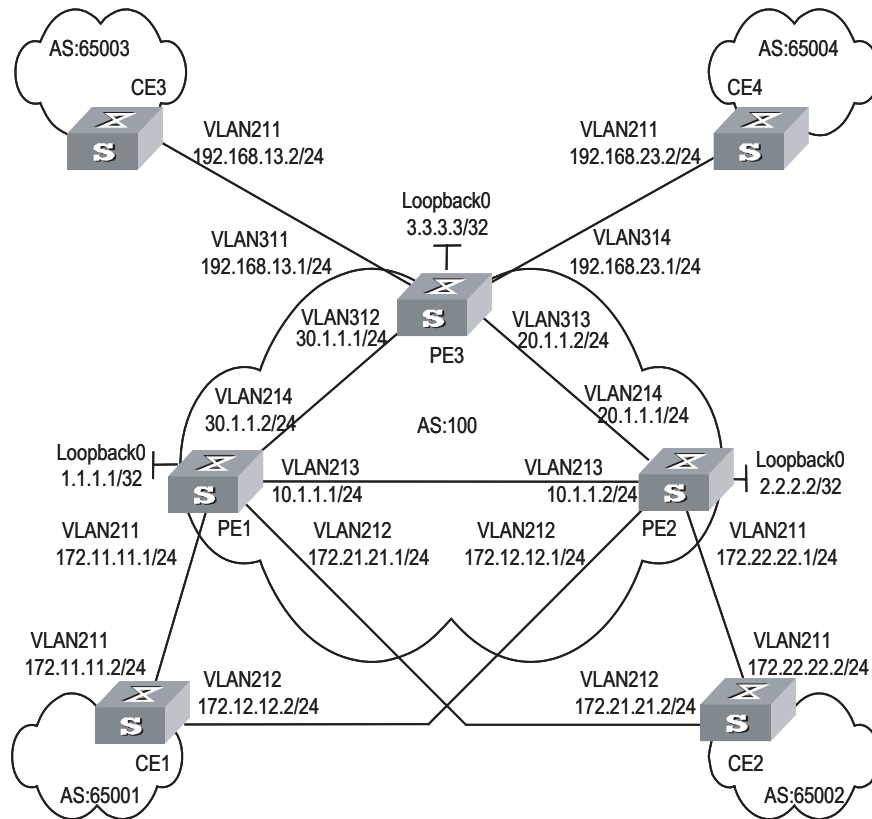 AS:65003
AS:65004
CE3
CE4
VLAN211
192.168.13.2/24
VLAN211
192.168.23.2/24
S
S
Loopback0
3.3.3.3/32
VLAN311
192.168.13.1/24
VLAN314
192.168.23.1/24
S
VLAN312
30.1.1.1/24
VLAN313
20.1.1.2/24
PE3
VLAN214
30.1.1.2/24
VLAN214
20.1.1.1/24
AS:100
Loopback0
1.1.1.1/32
VLAN213
10.1.1.1/24
VLAN213
10.1.1.2/24
Loopback0
2.2.2.2/32
S
S
PE1
PE2
VLAN211
172.11.11.1/24
VLAN212
172.21.21.1/24
VLAN212
172.12.12.1/24
VLAN211
172.22.22.1/24
VLAN211
172.11.11.2/24
VLAN212
172.12.12.2/24
VLAN212
172.21.21.2/24
VLAN211
172.22.22.2/24
S
S
CE1
CE2
AS:65001
AS:65002